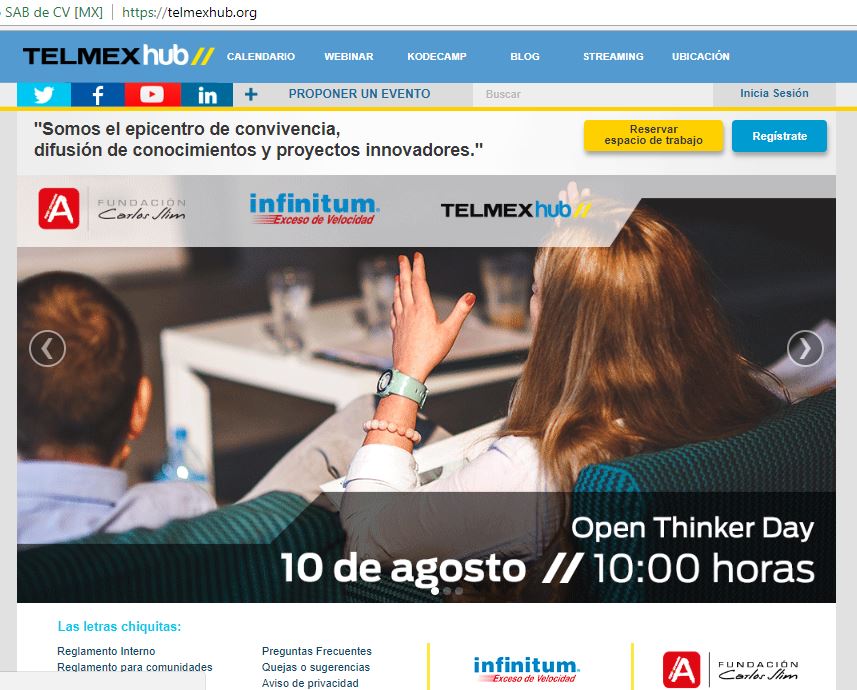 SAB de CV [MX] https://telmexhub.org
TELMEXhub// CALENDARIO WEBINAR KODECAMP BLOG STREAMING UBICACIÓN
+ PROPONER UN EVENTO Buscar Inicia Sesión
"Somos el epicentro de convivencia,
difusión de conocimientos y proyectos innovadores."
Reservar
espacio de trabajo
Regístrate
FUNDACIÓN
Carlos Slim
infinitum
Exceso de Velocidad
TELMEXhub//
Open Thinker Day
10 de agosto // 10:00 horas
Las letras chiquitas:
Reglamento Interno
Reglamento para comunidades
Preguntas Frecuentes
Quejas o sugerencias
Aviso de privacidad
infinitum
Exceso de Velocidad
FUNDACIÓN
Carlos Slim